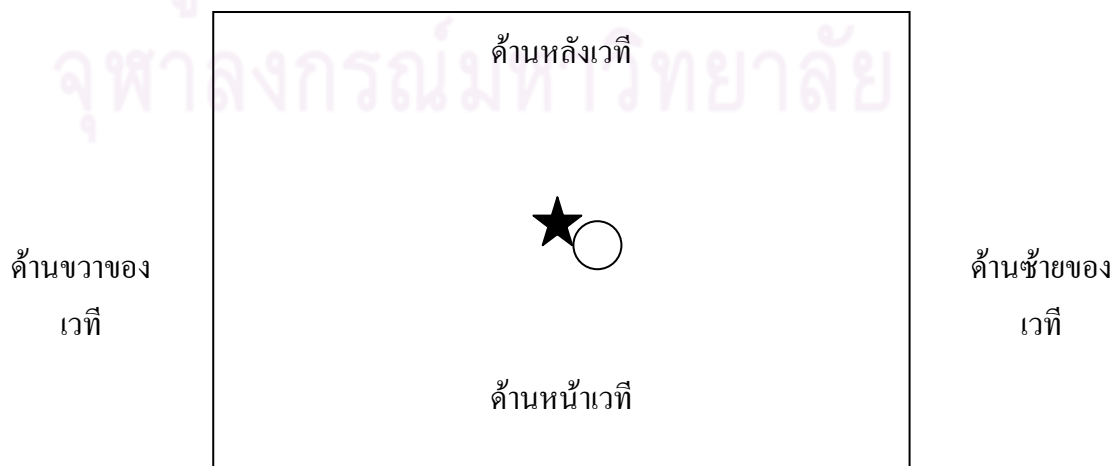 ด้านหลังเวที
จุฬาลงกรณ์มหาวิทยาลัย
ด้านขวาของ
เวที
ด้านซ้ายของ
เวที
ด้านหน้าเวที